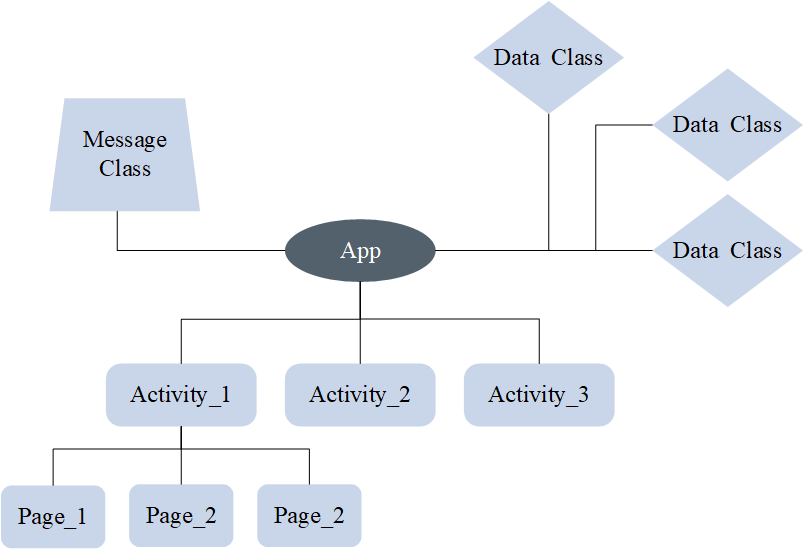 Data Class
Data Class
Message
Class
App
Data Class
Activity_1
Activity_2
Activity_3
Page_1
Page_2
Page_2